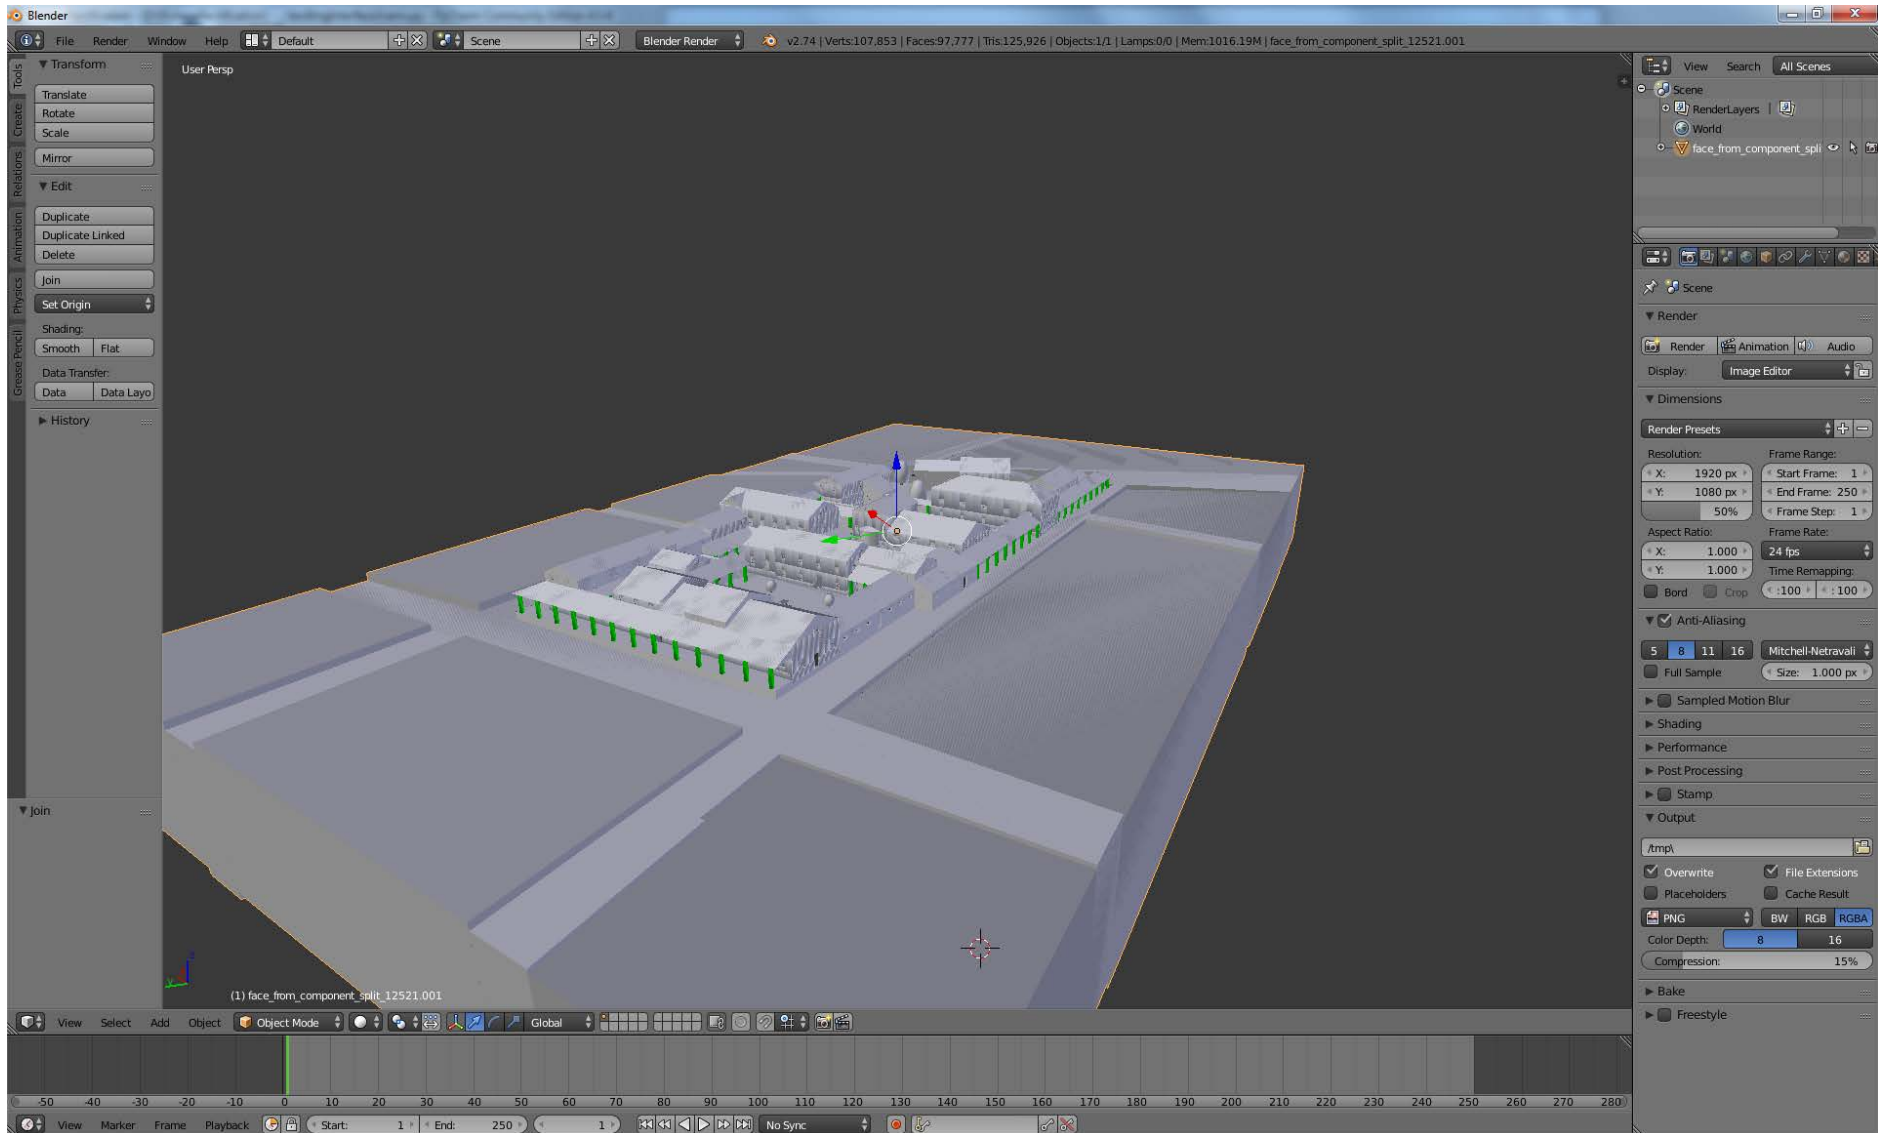 Blender
File Render Window Help Default Scene Blender Render v2.74 | Verts:107,853 | Faces:97,777 | Tris:125,926 | Objects:1/1 | Lamps:0/0 | Mem:1016.19M | face_from_component_split_12521.001
Tools
Create
Relations
Animation
Physics
Grease Pencil
Transform
Translate
Rotate
Scale
Mirror
Edit
Duplicate
Duplicate Linked
Delete
Join
Set Origin
Shading:
Smooth Flat
Data Transfer:
Data Data Layo
History
Join
User Persp
(1) face_from_component_split_12521.001
View Select Add Object Object Mode Global
View Search All Scenes
Scene
RenderLayers |
World
face_from_component_spli
Scene
Render
Render Animation Audio
Display: Image Editor
Dimensions
Render Presets
Resolution: Frame Range:
X: 1920 px Start Frame: 1
Y: 1080 px End Frame: 250
50% Frame Step: 1
Aspect Ratio: Frame Rate:
X: 1.000 24 fps
Y: 1.000 Time Remapping:
Bord Crop :100 :100
Anti-Aliasing
5 8 11 16 Mitchell-Netravali
Full Sample Size: 1.000 px
Sampled Motion Blur
Shading
Performance
Post Processing
Stamp
Output
/tmp\
Overwrite File Extensions
Placeholders Cache Result
PNG BW RGB RGBA
Color Depth: 8 16
Compression: 15%
Bake
Freestyle
-50 -40 -30 -20 -10 0 10 20 30 40 50 60 70 80 90 100 110 120 130 140 150 160 170 180 190 200 210 220 230 240 250 260 270 280
View Marker Frame Playback Start: 1 End: 250 1 No Sync